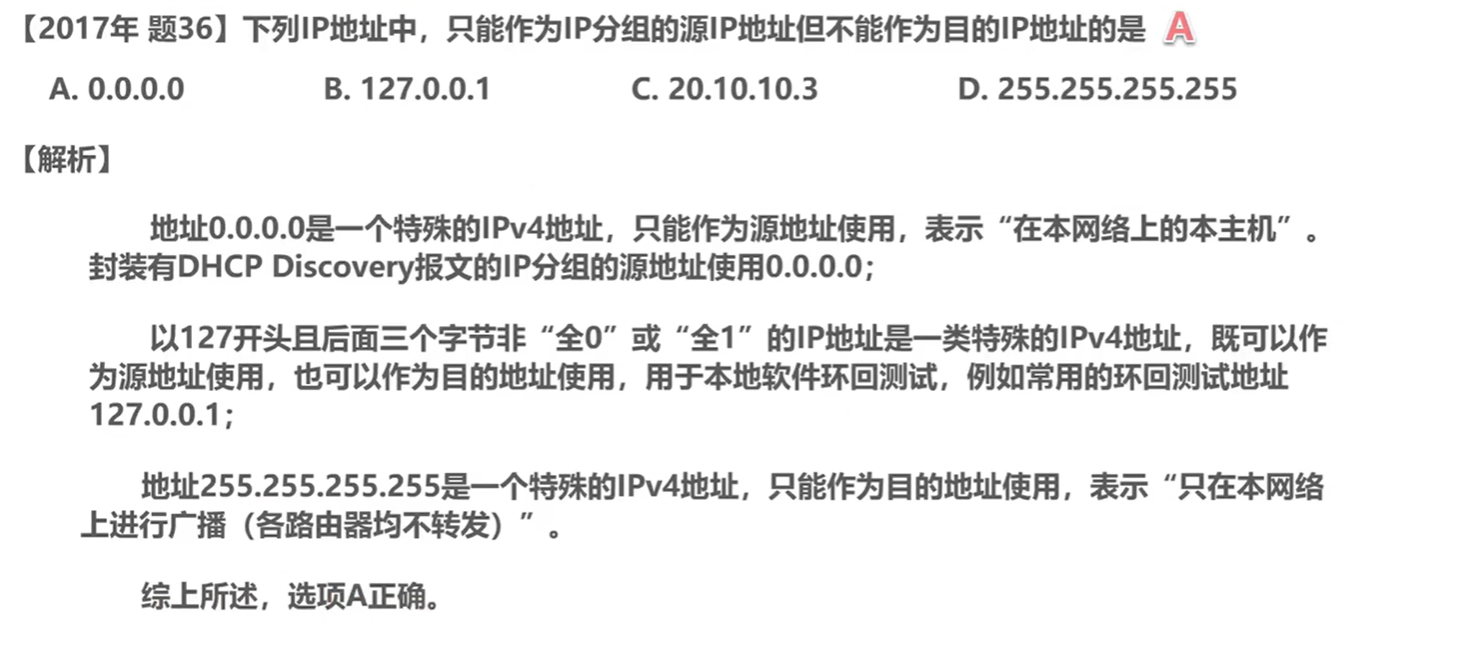 【2017年 题36】下列IP地址中，只能作为IP分组的源IP地址但不能作为目的IP地址的是 A
A. 0.0.0.0 B. 127.0.0.1 C. 20.10.10.3 D. 255.255.255.255
【解析】
地址0.0.0.0是一个特殊的IPv4地址，只能作为源地址使用，表示“在本网络上的本主机”。
封装有DHCP Discovery报文的IP分组的源地址使用0.0.0.0；
以127开头且后面三个字节非“全0”或“全1”的IP地址是一类特殊的IPv4地址，既可以作
为源地址使用，也可以作为目的地址使用，用于本地软件环回测试，例如常用的环回测试地址
127.0.0.1；
地址255.255.255.255是一个特殊的IPv4地址，只能作为目的地址使用，表示“只在本网络
上进行广播（各路由器均不转发）”。
综上所述，选项A正确。